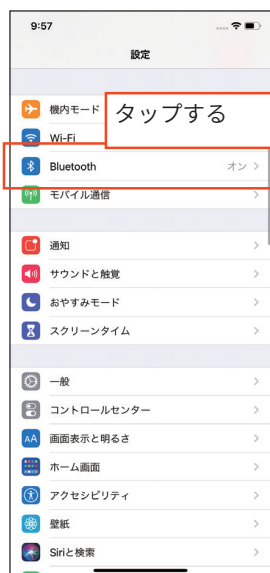 9:57
設定
機内モード
タップする
Wi-Fi
Bluetooth オン
モバイル通信
通知
サウンドと触覚
おやすみモード
スクリーンタイム
一般
コントロールセンター
AA 画面表示と明るさ
ホーム画面
アクセシビリティ
壁紙
Siriと検索